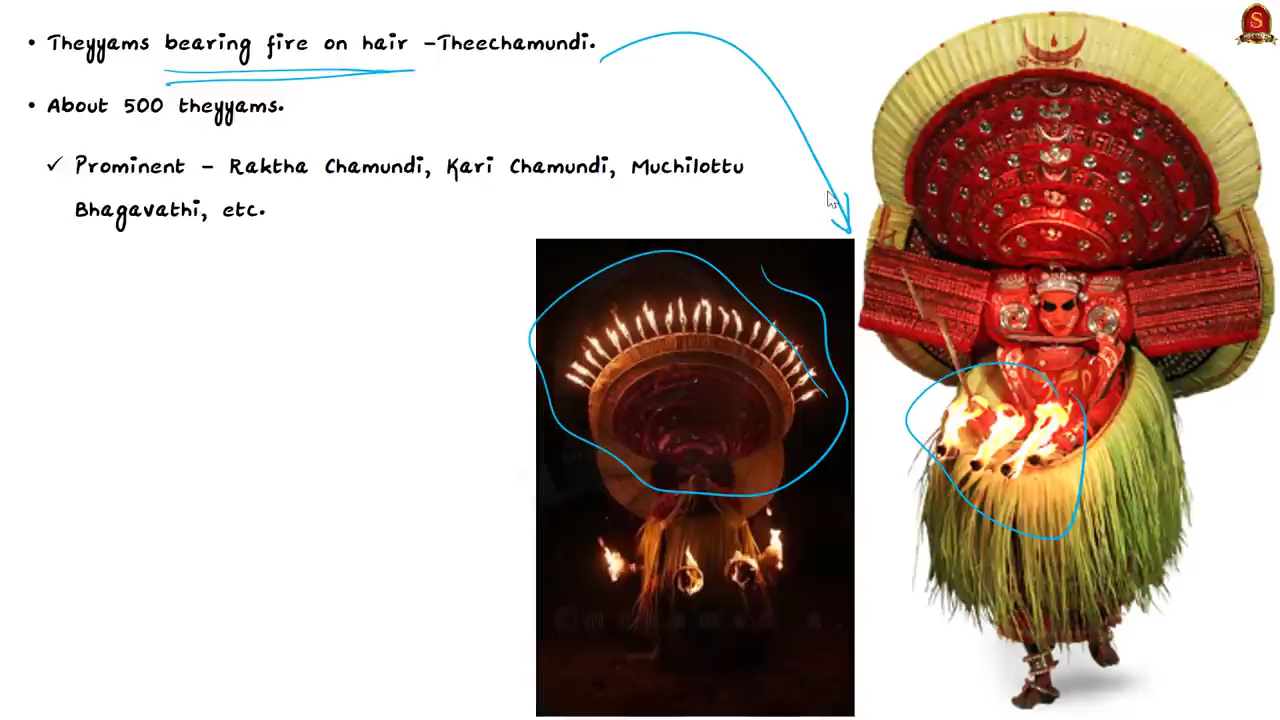 • Theyyams bearing fire on hair – Theechamundi.
• About 500 theyyams.
✓ Prominent – Raktha Chamundi, Kari Chamundi, Muchilottu
Bhagavathi, etc.
S